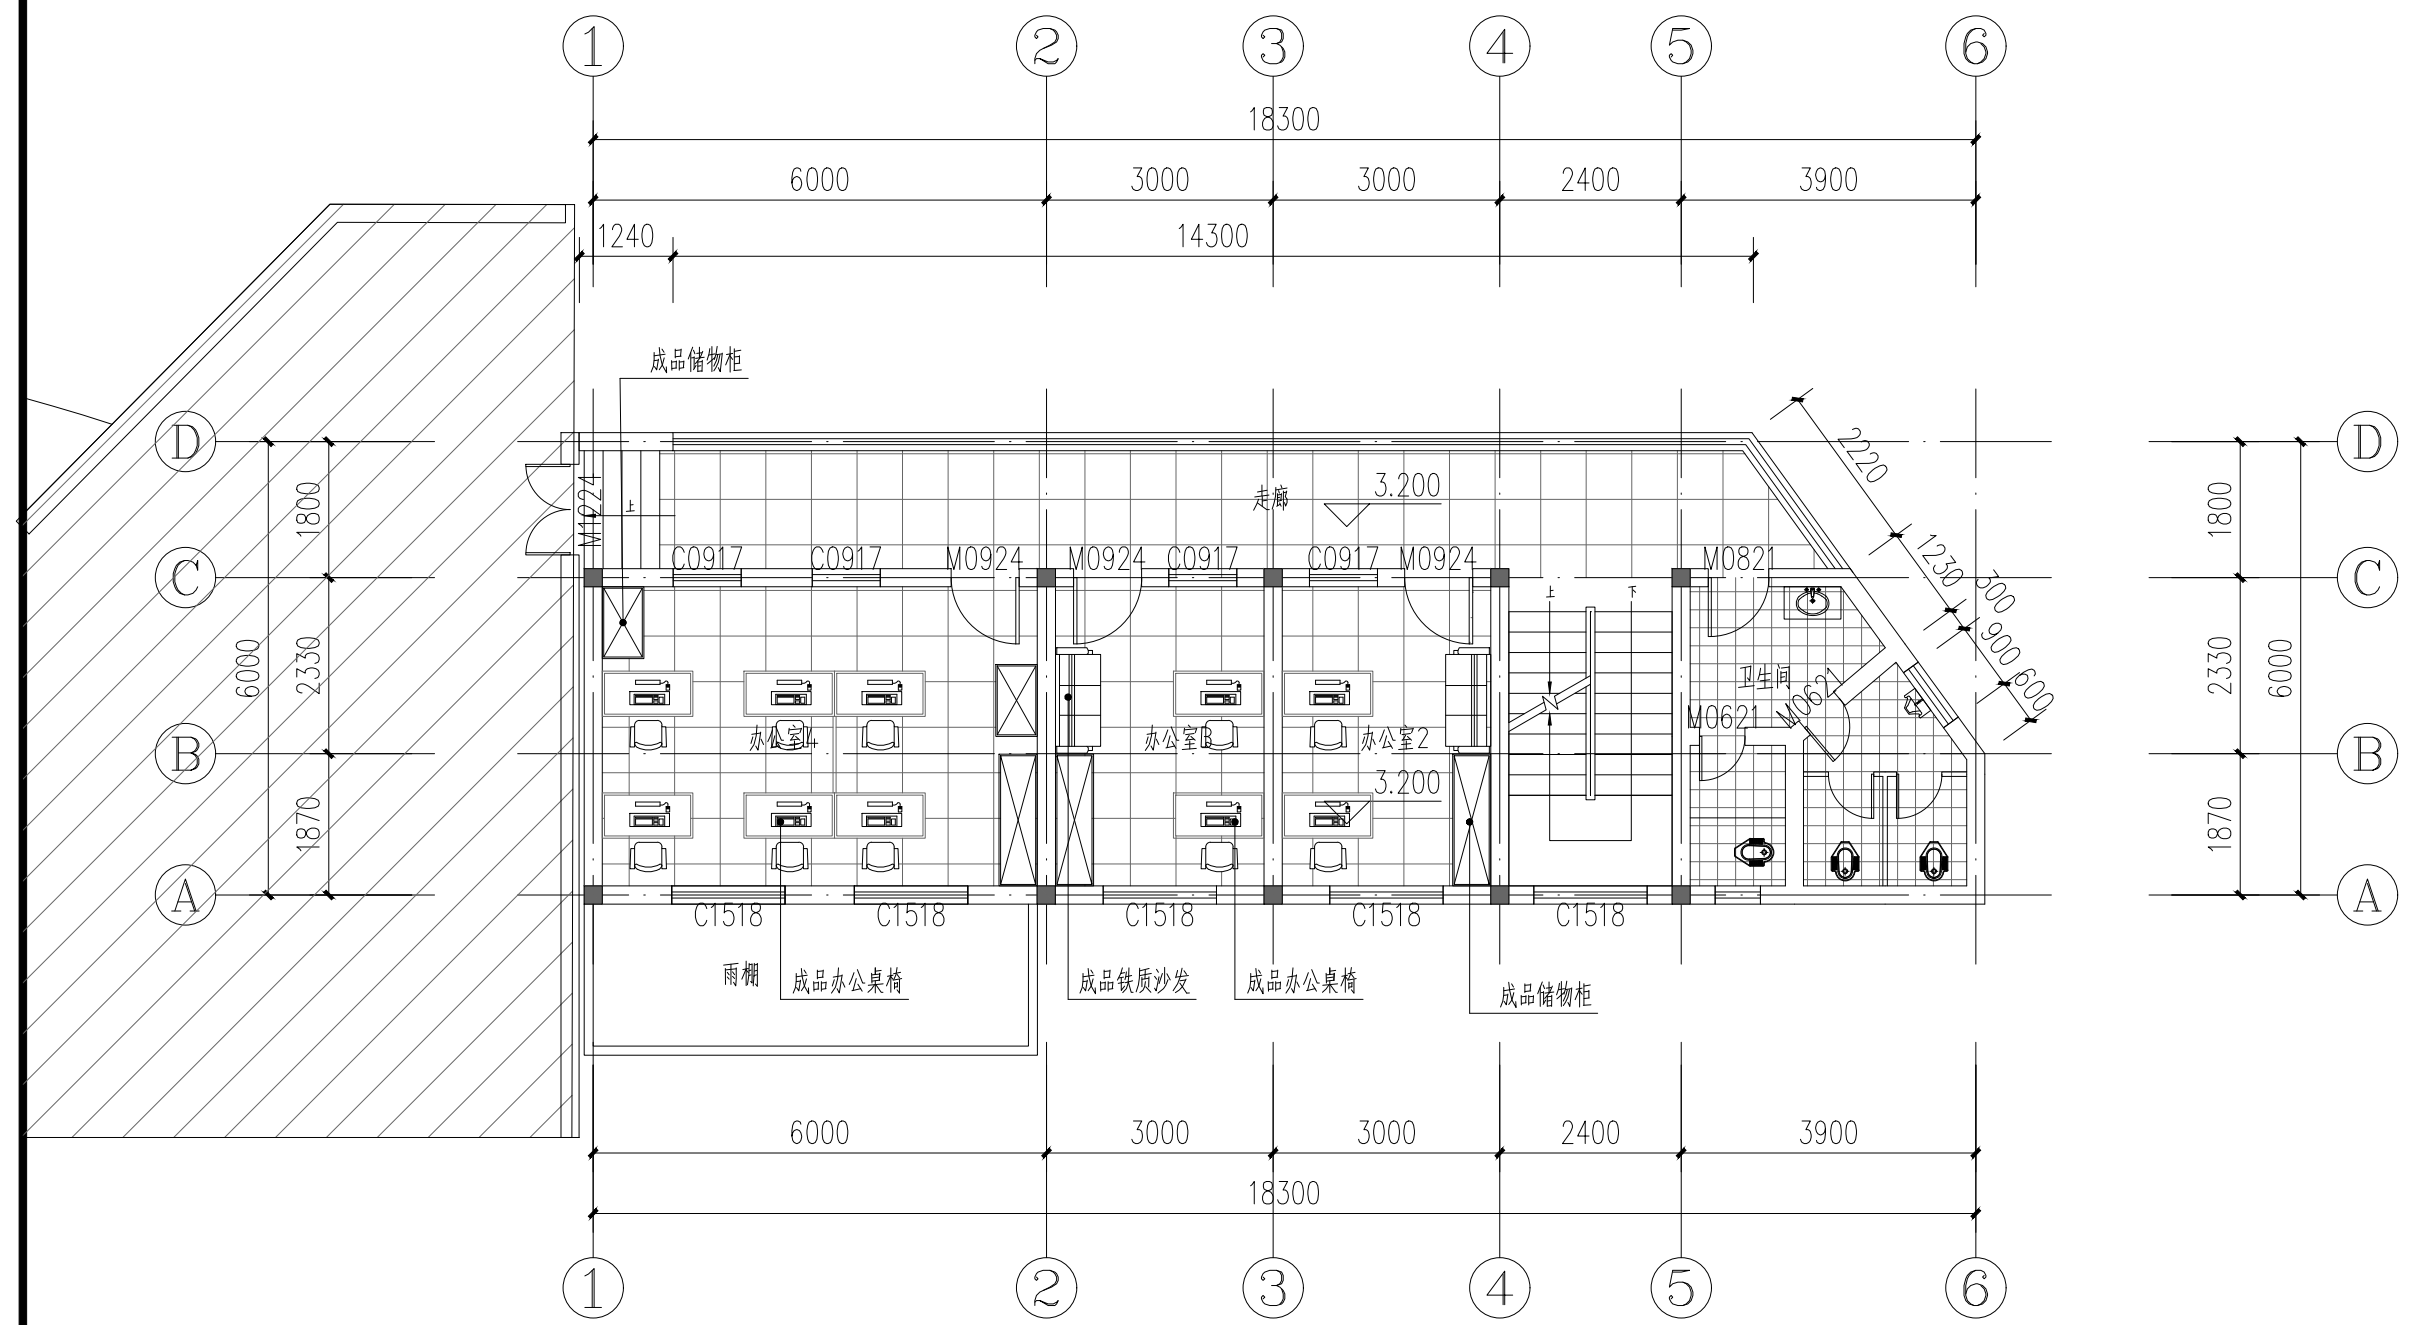 1 2 3 4 5 6
18300
6000 3000 3000 2400 3900
1240 14300
成品储物柜
D D
2220
1800 1800
M1224 上
走廊 3.200
C0917 C0917 M0924 M0924 C0917 C0917 M0924 M0821
1230
300
900
600
C C
上 下
6000 2330 2330 6000
卫生间
M0621
M0621
办公室4 办公室3 办公室2
B B
3.200
1870 1870
A A
C1518 C1518 C1518 C1518 C1518
雨棚 成品办公桌椅 成品铁质沙发 成品办公桌椅 成品储物柜
6000 3000 3000 2400 3900
18300
1 2 3 4 5 6